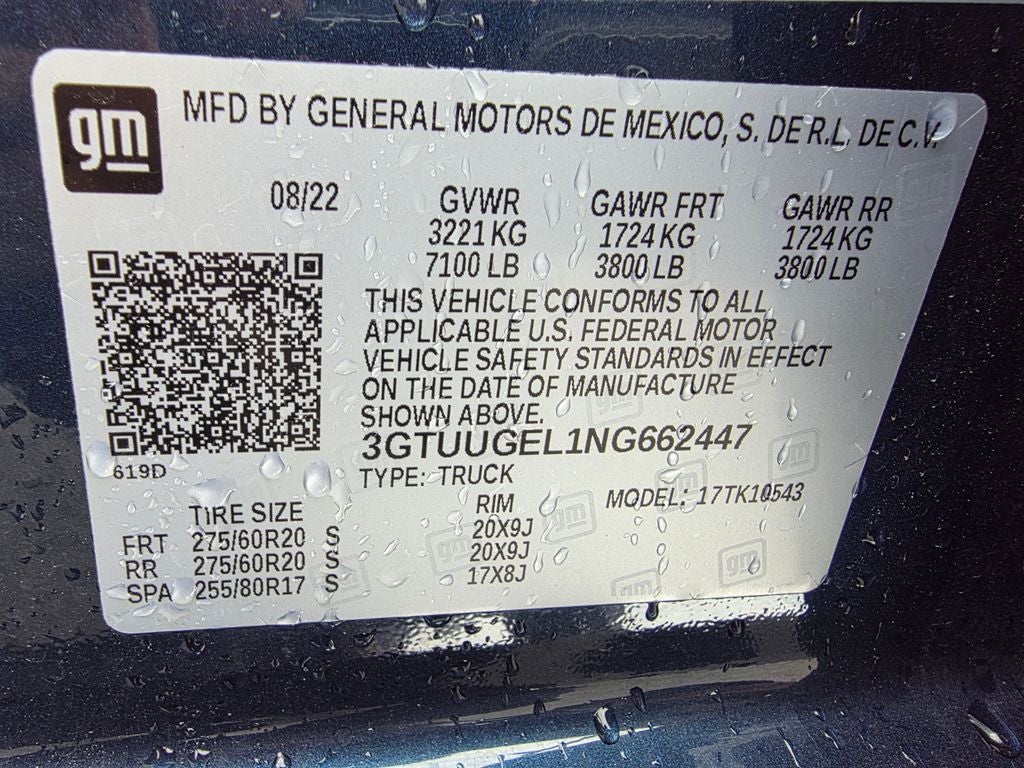 gm
MFD BY GENERAL MOTORS DE MEXICO, S. DE R.L. DE C.V.
08/22
GVWR GAWR FRT GAWR RR
3221 KG 1724 KG 1724 KG
7100 LB 3800 LB 3800 LB
THIS VEHICLE CONFORMS TO ALL
APPLICABLE U.S. FEDERAL MOTOR
VEHICLE SAFETY STANDARDS IN EFFECT
ON THE DATE OF MANUFACTURE
SHOWN ABOVE.
3GTUUGEL1NG662447
619D
TYPE: TRUCK
MODEL: 17TK10543
TIRE SIZE RIM
FRT 275/60R20 S 20X9J
RR 275/60R20 S 20X9J
SPA 255/80R17 S 17X8J